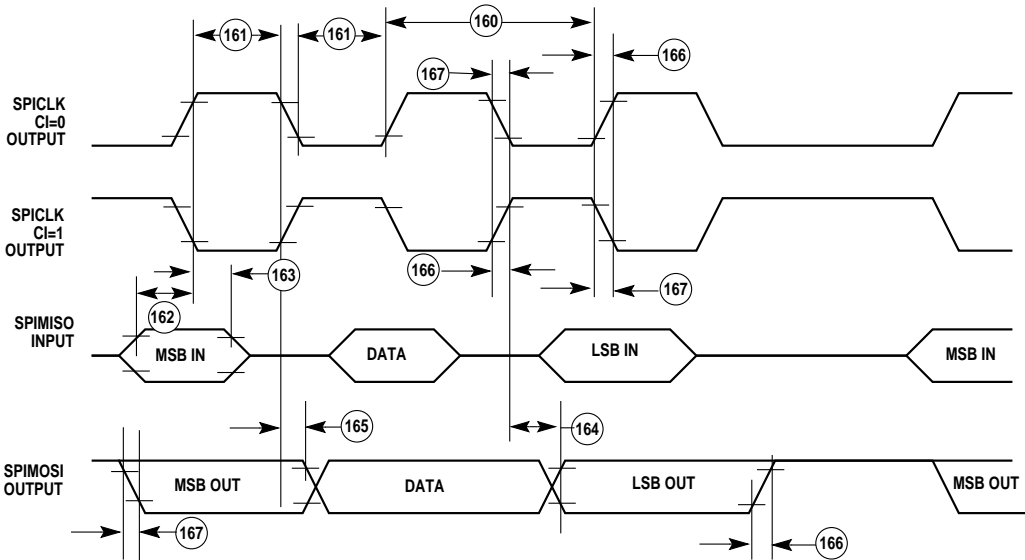 161
161
160
166
167
SPICLK
CI=0
OUTPUT
SPICLK
CI=1
OUTPUT
163
166
167
162
SPIMISO
INPUT
MSB IN
DATA
LSB IN
MSB IN
165
164
SPIMOSI
OUTPUT
MSB OUT
DATA
LSB OUT
MSB OUT
167
166